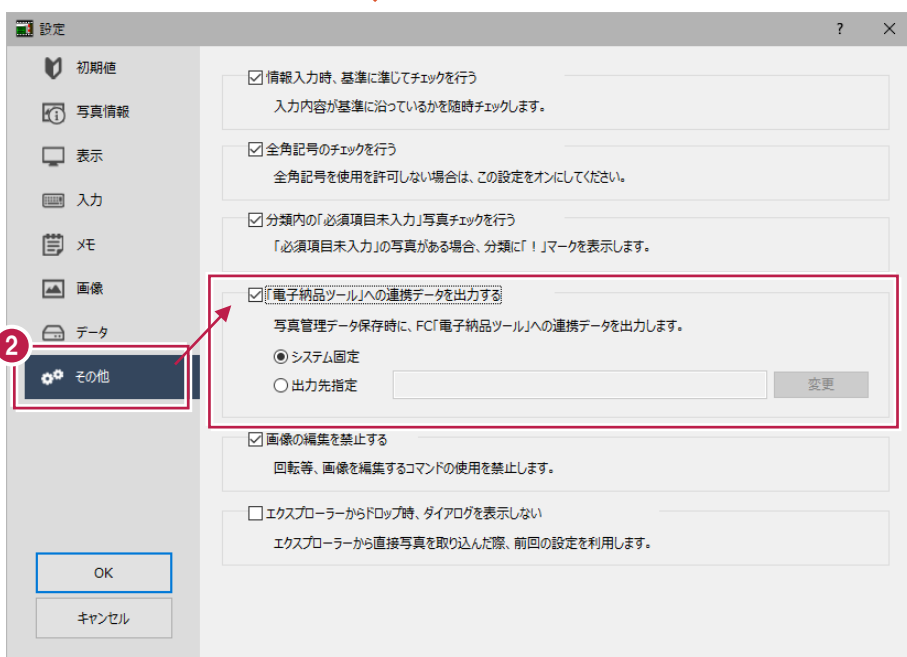 設定
?
初期値
写真情報
表示
入力
メモ
画像
データ
2
その他
OK
キャンセル
情報入力時、基準に準じてチェックを行う
入力内容が基準に沿っているかを随時チェックします。
全角記号のチェックを行う
全角記号を使用を許可しない場合は、この設定をオンにしてください。
分類内の「必須項目未入力」写真チェックを行う
「必須項目未入力」の写真がある場合、分類に「！」マークを表示します。
「電子納品ツール」への連携データを出力する
写真管理データ保存時に、FC「電子納品ツール」への連携データを出力します。
システム固定
出力先指定
変更
画像の編集を禁止する
回転等、画像を編集するコマンドの使用を禁止します。
エクスプローラーからドロップ時、ダイアログを表示しない
エクスプローラーから直接写真を取り込んだ際、前回の設定を利用します。